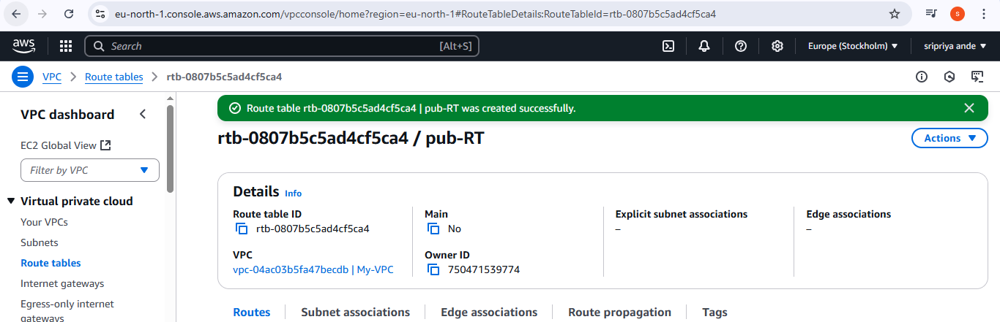 eu-north-1.console.aws.amazon.com/vpcconsole/home?region=eu-north-1#RouteTableDetails:RouteTableId=rtb-0807b5c5ad4cf5ca4
s
aws
Search
[Alt+S]
Europe (Stockholm)
sripriya ande
VPC
Route tables
rtb-0807b5c5ad4cf5ca4
VPC dashboard
EC2 Global View
Filter by VPC
Virtual private cloud
Your VPCs
Subnets
Route tables
Internet gateways
Egress-only internet
gateways
Route table rtb-0807b5c5ad4cf5ca4 | pub-RT was created successfully.
rtb-0807b5c5ad4cf5ca4 / pub-RT
Actions
Details Info
Route table ID
rtb-0807b5c5ad4cf5ca4
Main
No
Explicit subnet associations
–
Edge associations
–
VPC
vpc-04ac03b5fa47becdb | My-VPC
Owner ID
750471539774
Routes
Subnet associations
Edge associations
Route propagation
Tags